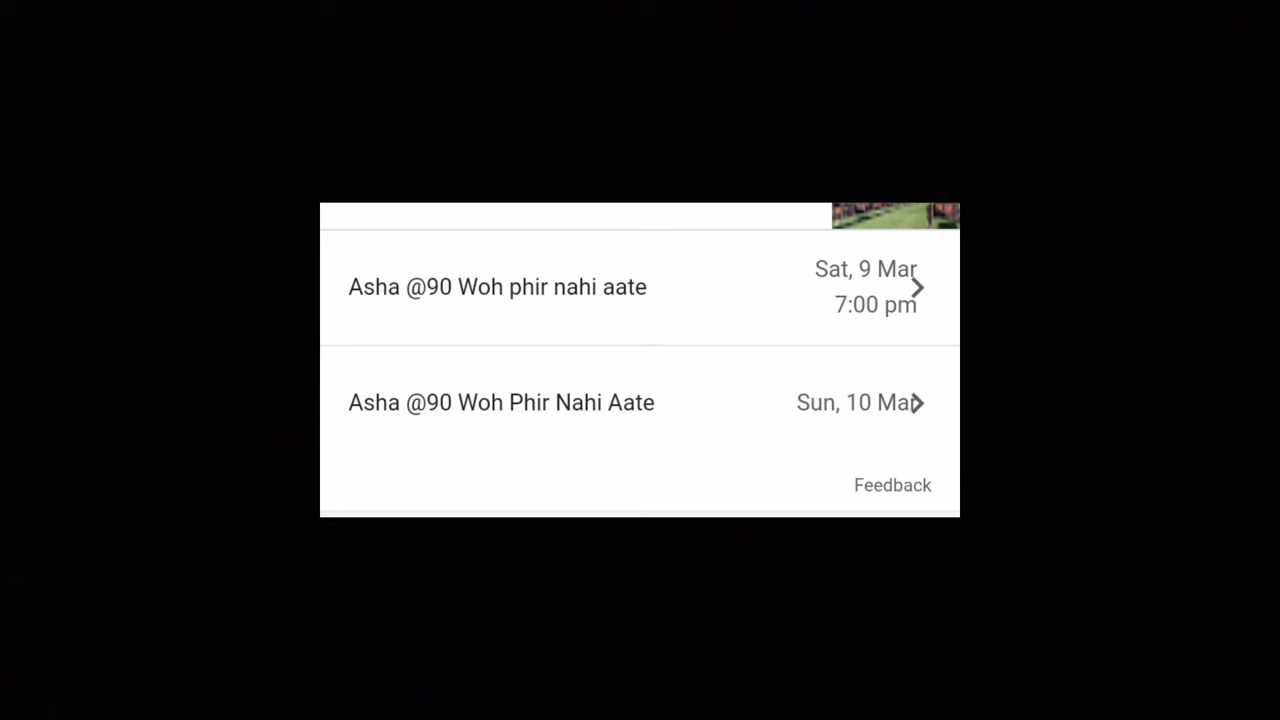 Asha @90 Woh phir nahi aate
Sat, 9 Mar
7:00 pm
Asha @90 Woh Phir Nahi Aate
Sun, 10 Mar
Feedback